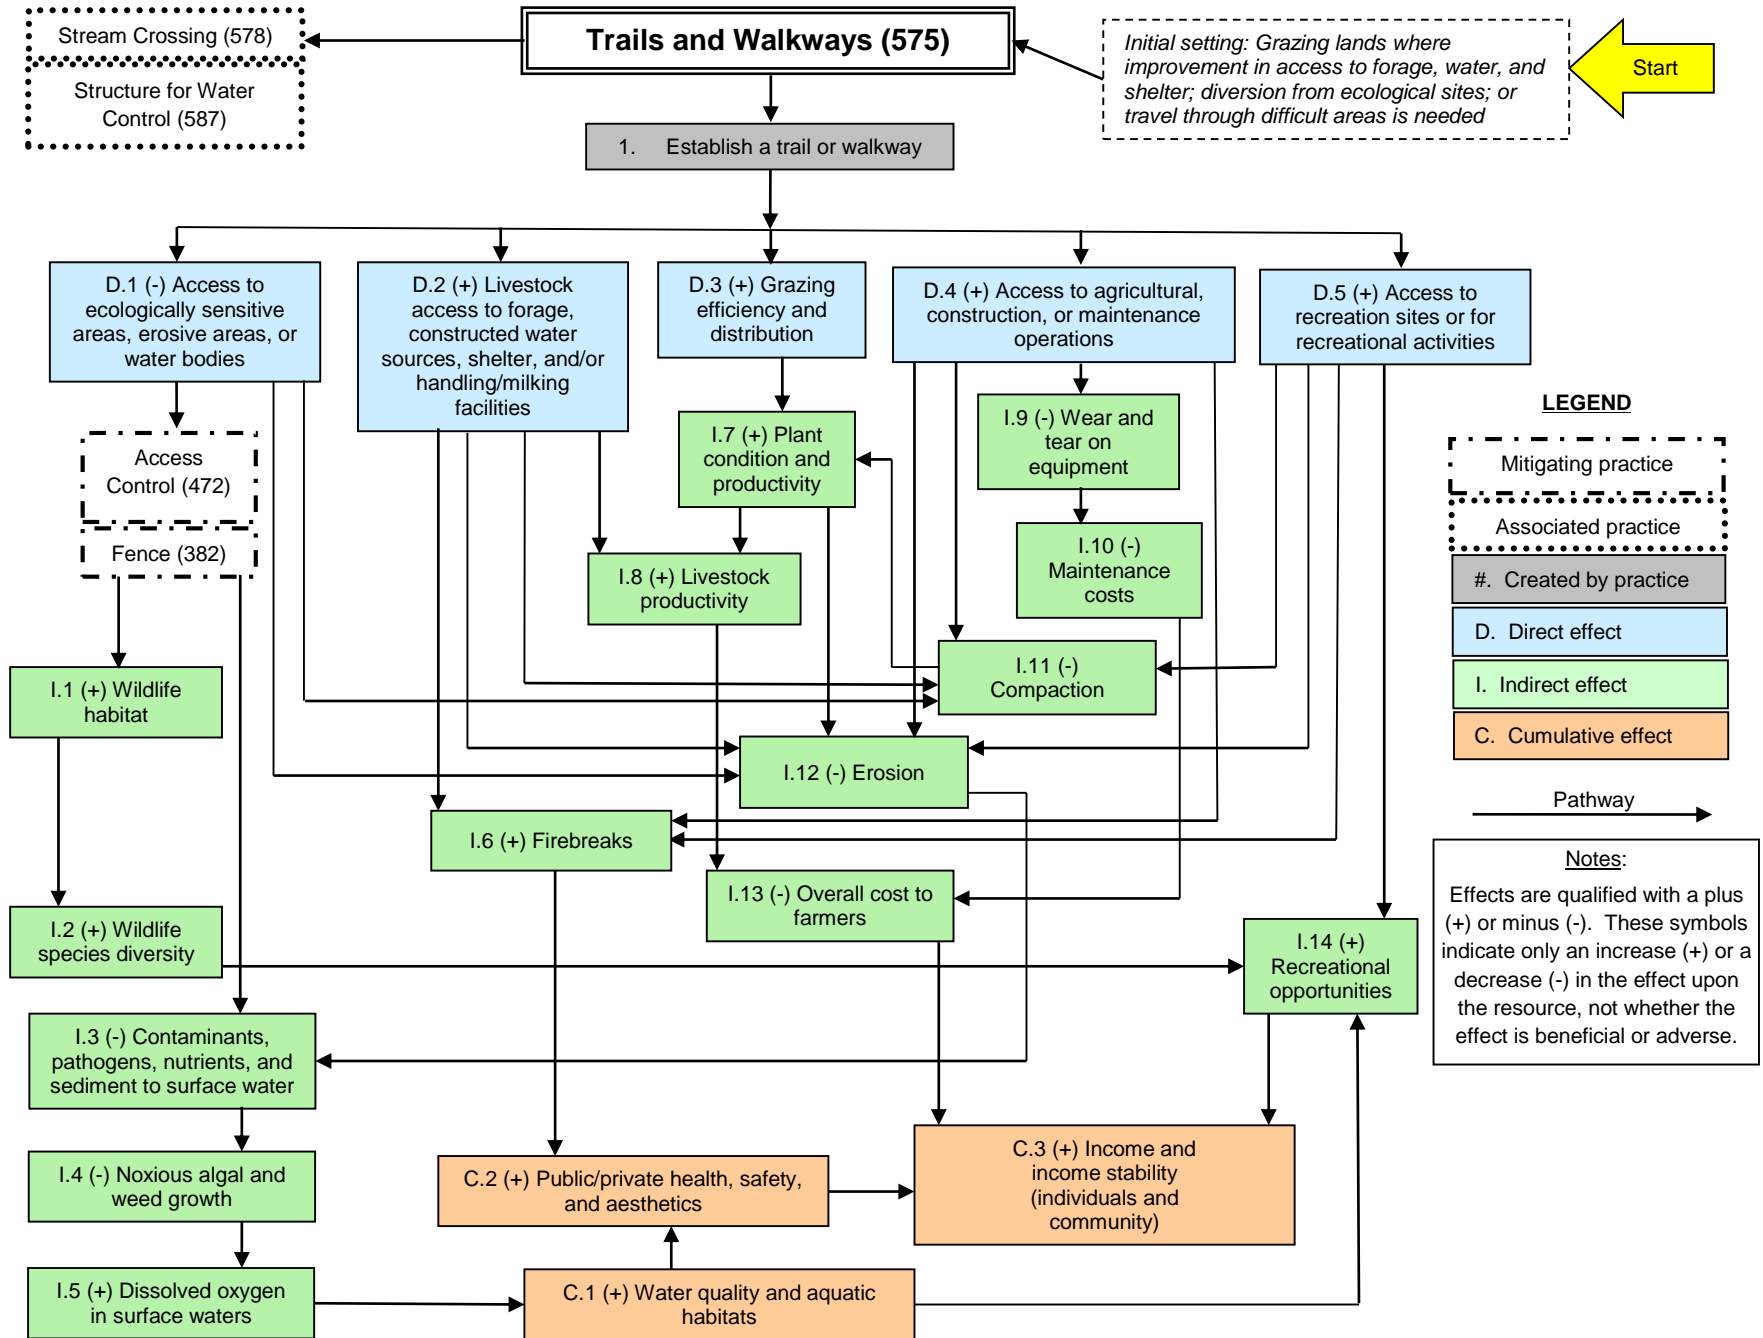 Stream Crossing (578)
Structure for Water
Control (587)
Trails and Walkways (575)
Initial setting: Grazing lands where
improvement in access to forage, water, and
shelter; diversion from ecological sites; or
travel through difficult areas is needed
Start
1. Establish a trail or walkway
D.1 (-) Access to
ecologically sensitive
areas, erosive areas, or
water bodies
D.2 (+) Livestock
access to forage,
constructed water
sources, shelter, and/or
handling/milking
facilities
D.3 (+) Grazing
efficiency and
distribution
D.4 (+) Access to agricultural,
construction, or maintenance
operations
D.5 (+) Access to
recreation sites or for
recreational activities
Access
Control (472)
Fence (382)
I.7 (+) Plant
condition and
productivity
I.9 (-) Wear and
tear on
equipment
I.8 (+) Livestock
productivity
I.10 (-)
Maintenance
costs
I.1 (+) Wildlife
habitat
I.11 (-)
Compaction
I.12 (-) Erosion
I.6 (+) Firebreaks
I.13 (-) Overall cost to
farmers
I.2 (+) Wildlife
species diversity
I.14 (+)
Recreational
opportunities
I.3 (-) Contaminants,
pathogens, nutrients, and
sediment to surface water
I.4 (-) Noxious algal and
weed growth
C.2 (+) Public/private health, safety,
and aesthetics
C.3 (+) Income and
income stability
(individuals and
community)
I.5 (+) Dissolved oxygen
in surface waters
C.1 (+) Water quality and aquatic
habitats
LEGEND
Mitigating practice
Associated practice
#. Created by practice
D. Direct effect
I. Indirect effect
C. Cumulative effect
Pathway
Notes:
Effects are qualified with a plus
(+) or minus (-). These symbols
indicate only an increase (+) or a
decrease (-) in the effect upon
the resource, not whether the
effect is beneficial or adverse.